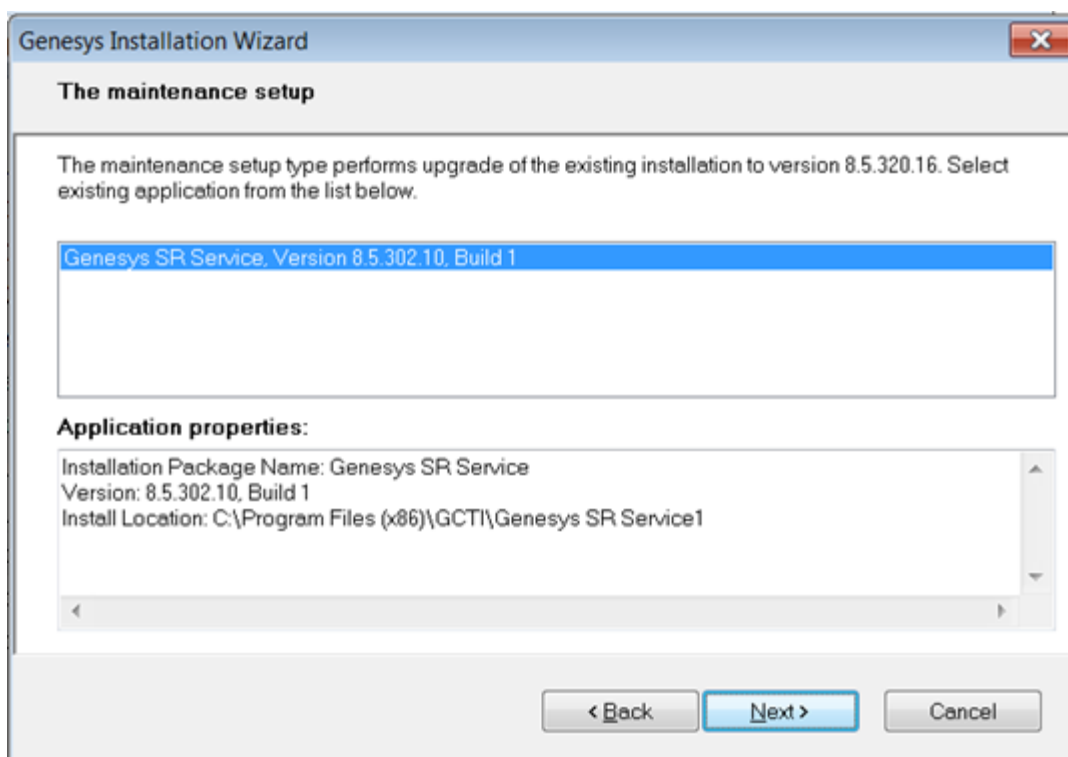 Genesys Installation Wizard
The maintenance setup
The maintenance setup type performs upgrade of the existing installation to version 8.5.320.16. Select
existing application from the list below.
Genesys SR Service, Version 8.5.302.10, Build 1
Application properties:
Installation Package Name: Genesys SR Service
Version: 8.5.302.10, Build 1
Install Location: C:\Program Files (x86)\GCTI\Genesys SR Service1
< Back Next > Cancel